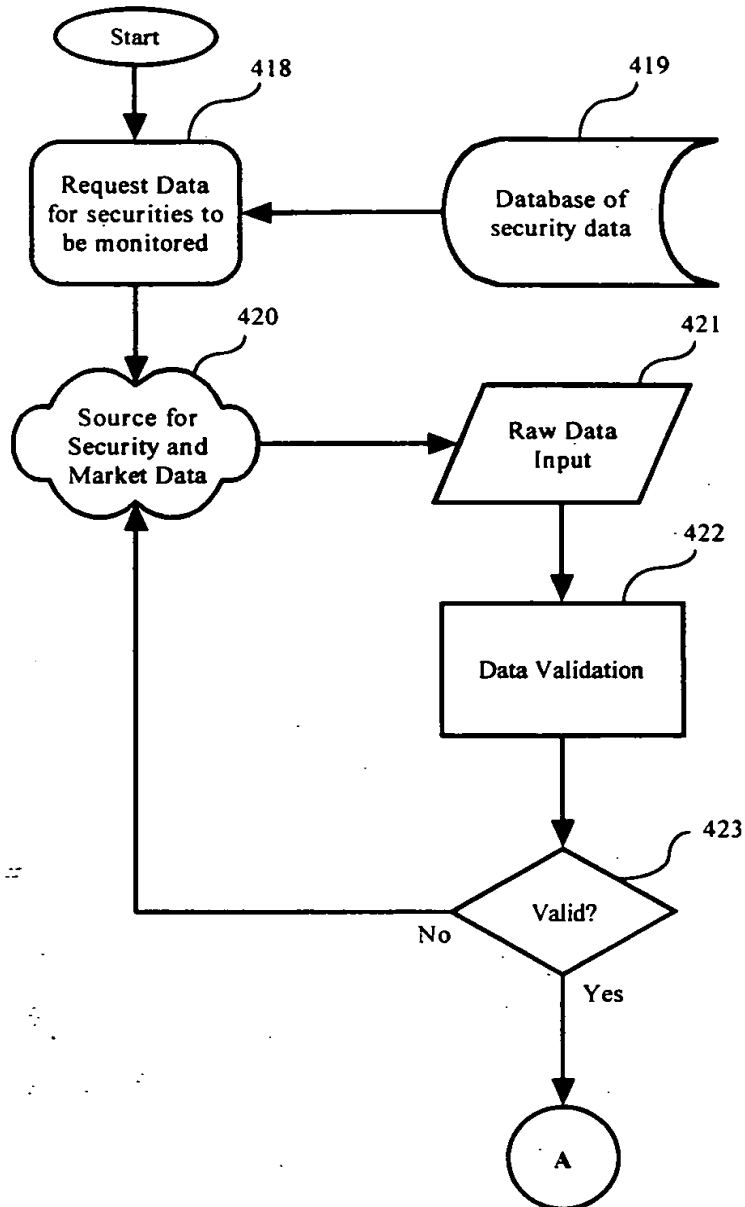 Start
418
419
Request Data
for securities to
be monitored
Database of
security data
420
421
Source for
Security and
Market Data
Raw Data
Input
422
Data Validation
423
Valid?
No
Yes
A